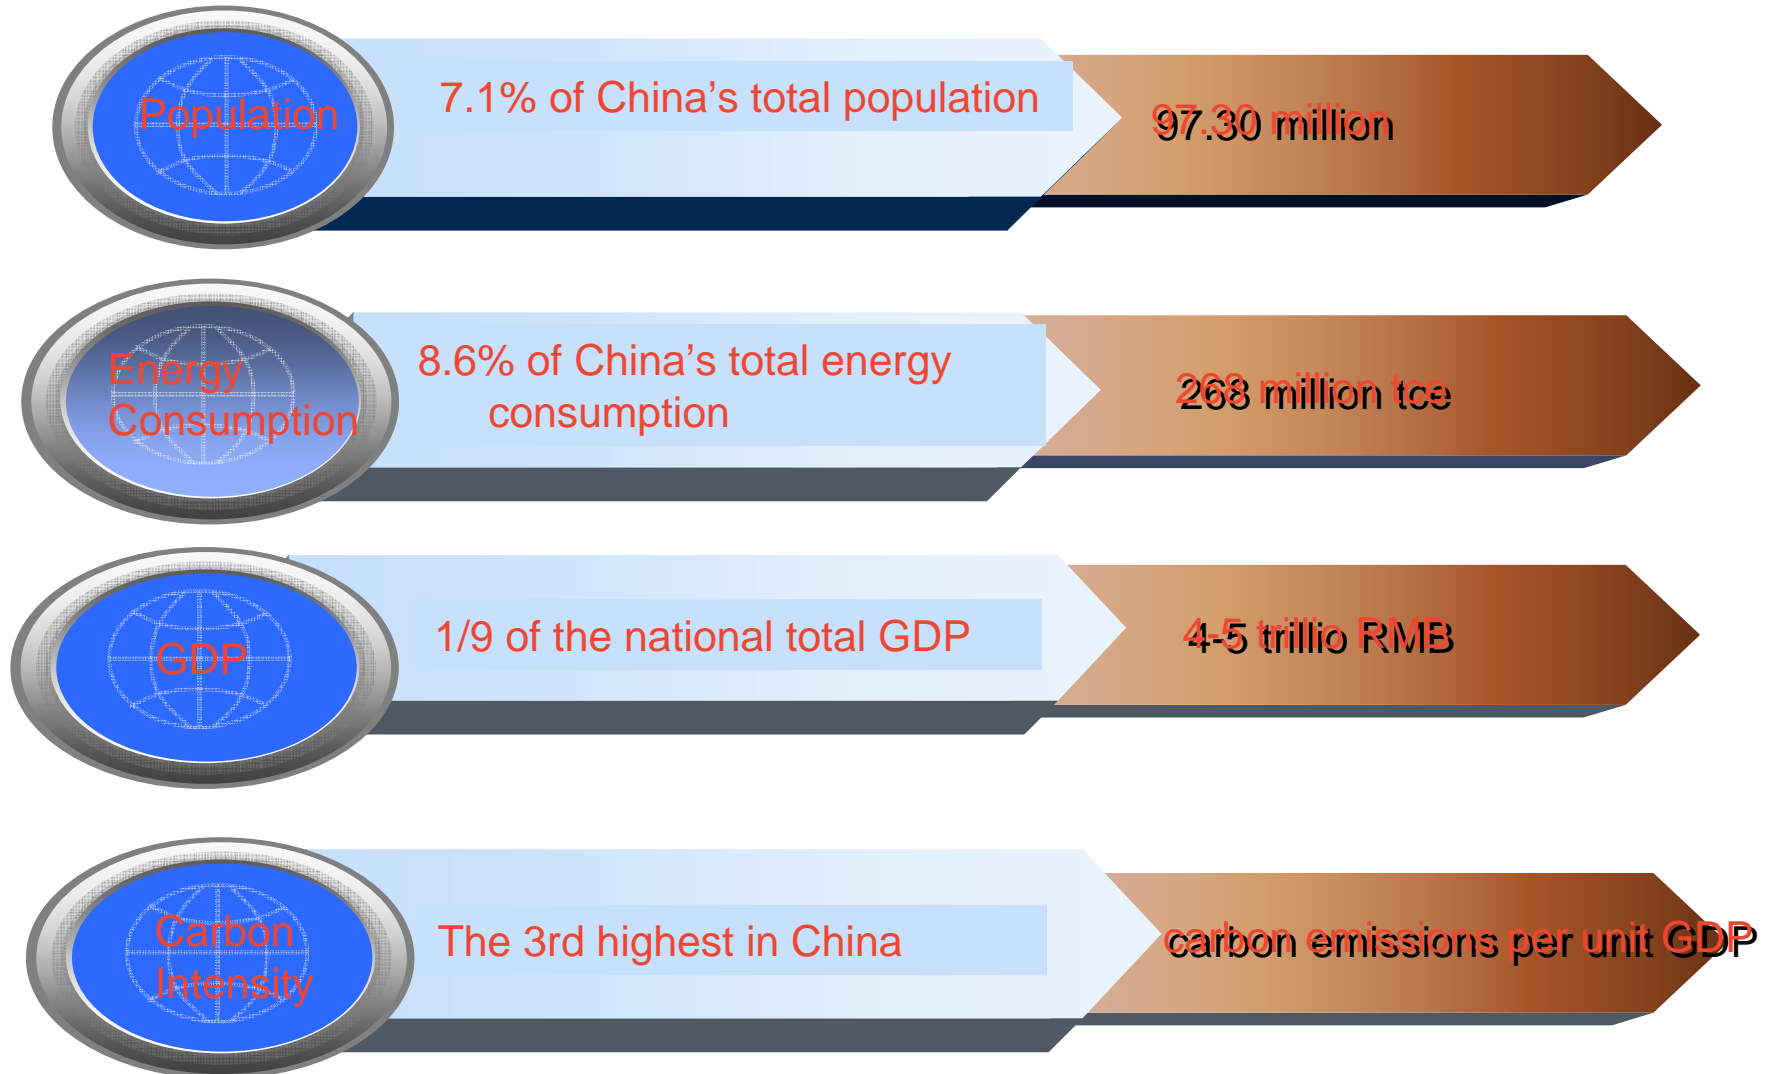 Population
7.1% of China’s total population
97.30 million
Energy
Consumption
8.6% of China’s total energy
consumption
268 million tce
GDP
1/9 of the national total GDP
4-5 trillio RMB
Carbon
Intensity
The 3rd highest in China
carbon emissions per unit GDP